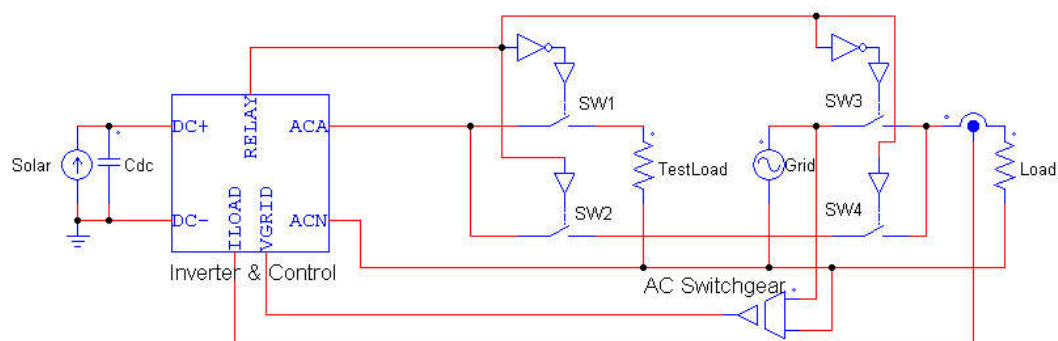 SW1
SW3
DC+
RELAY
ACA
Solar
Cdc
TestLoad
Grid
Load
DC-
ILOAD
VGRID
ACN
SW2
SW4
Inverter & Control
AC Switchgear